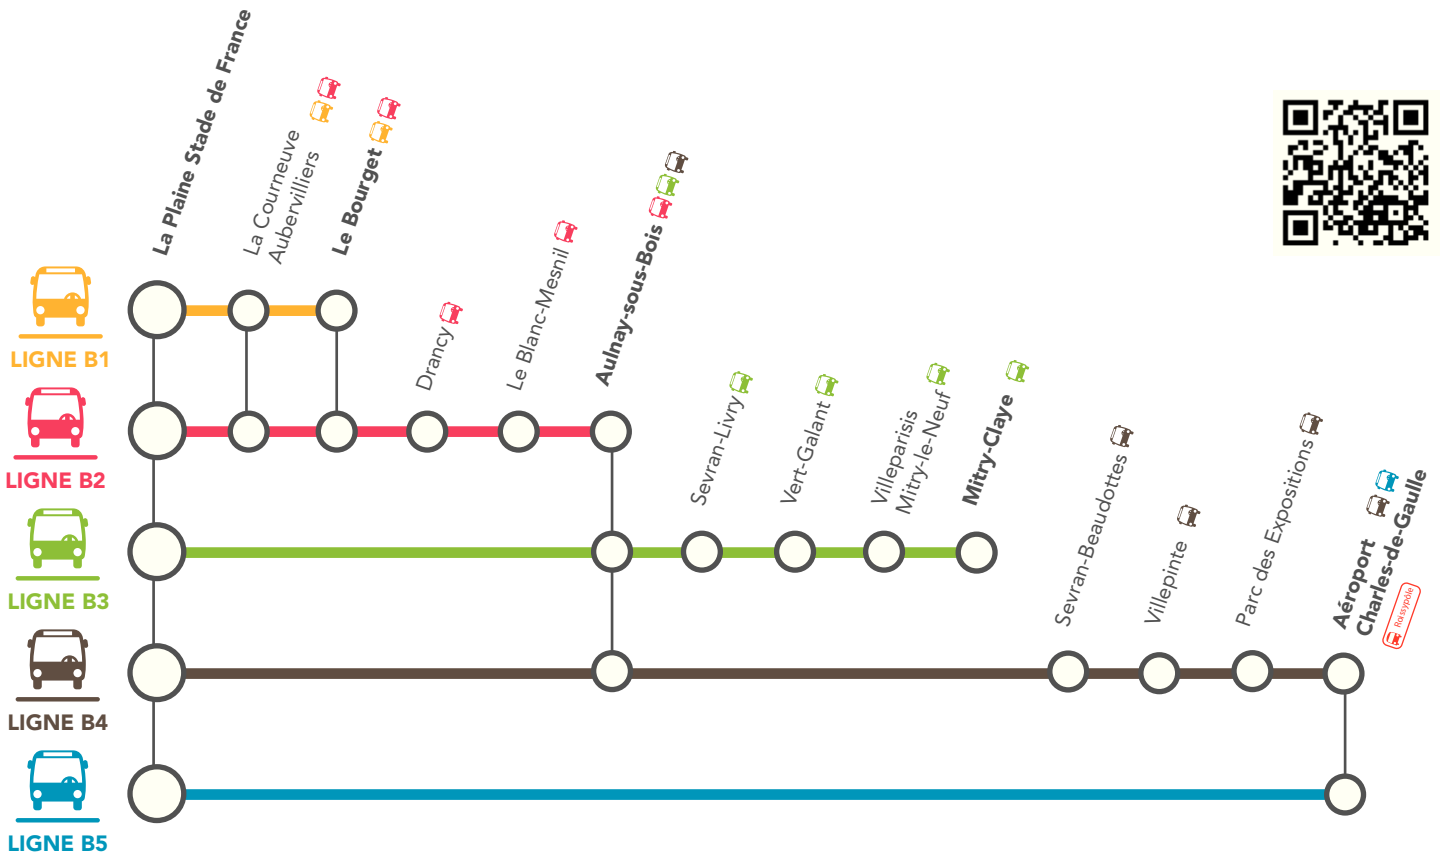 La Plaine Stade de France
La Courneuve
Aubervilliers
Le Bourget
Drancy
Le Blanc-Mesnil
Aulnay-sous-Bois
Sevran-Livry
Vert-Galant
Villeparisis
Mitry-le-Neuf
Mitry-Claye
Sevran-Beaudottes
Villepinte
Parc des Expositions
Aéroport
Charles-de-Gaulle
Roissypôle
LIGNE B1
LIGNE B2
LIGNE B3
LIGNE B4
LIGNE B5